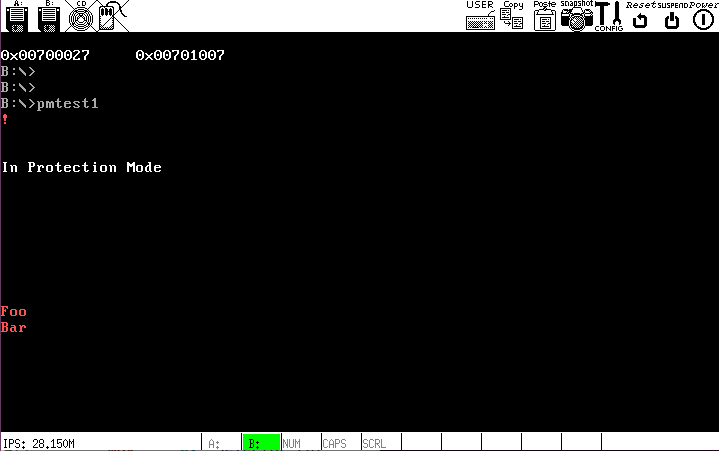 A: B: CD USER Copy Paste snapshot CONFIG Reset SUSPEND Power
0x00700027 0x00701007
B:\>
B:\>
B:\>pmtest1
!
In Protection Mode
Foo
Bar
IPS: 28.150M A: B: NUM CAPS SCRL